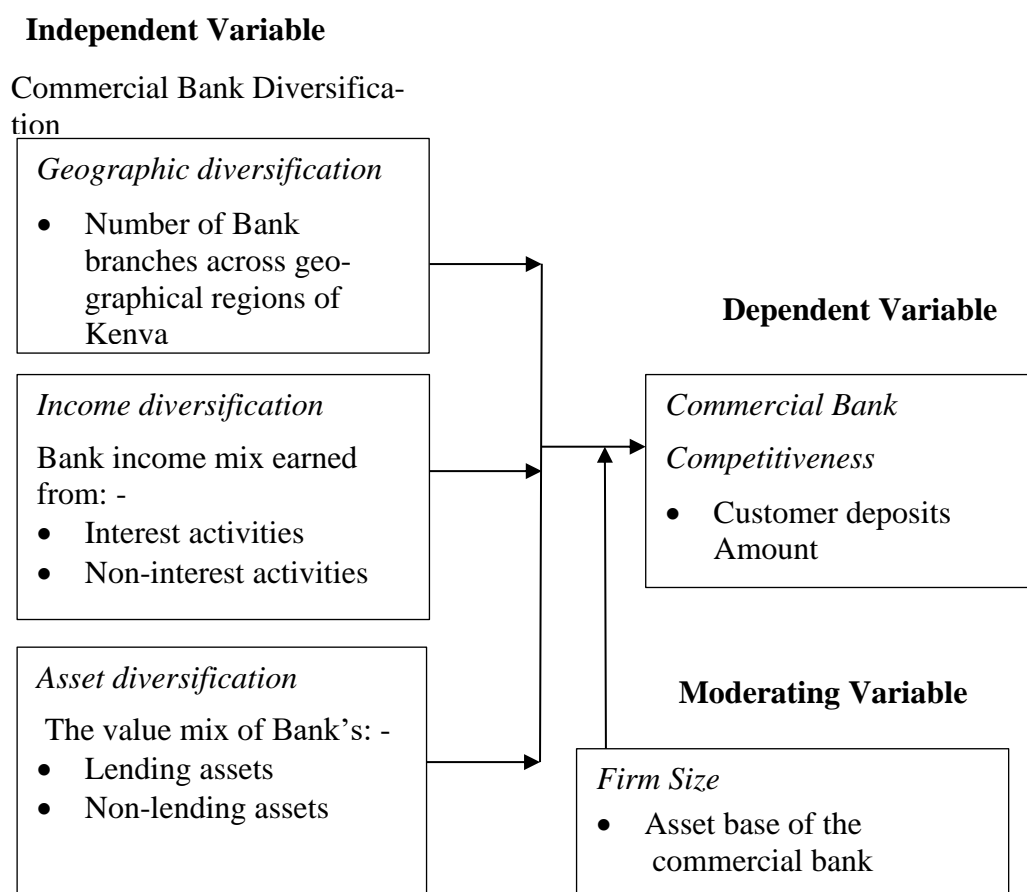 Independent Variable
Commercial Bank Diversifica-
tion
Geographic diversification
• Number of Bank
branches across geo-
graphical regions of
Kenya
Income diversification
Bank income mix earned
from: -
• Interest activities
• Non-interest activities
Asset diversification
The value mix of Bank’s: -
• Lending assets
• Non-lending assets
Dependent Variable
Commercial Bank
Competitiveness
• Customer deposits
Amount
Moderating Variable
Firm Size
• Asset base of the
commercial bank